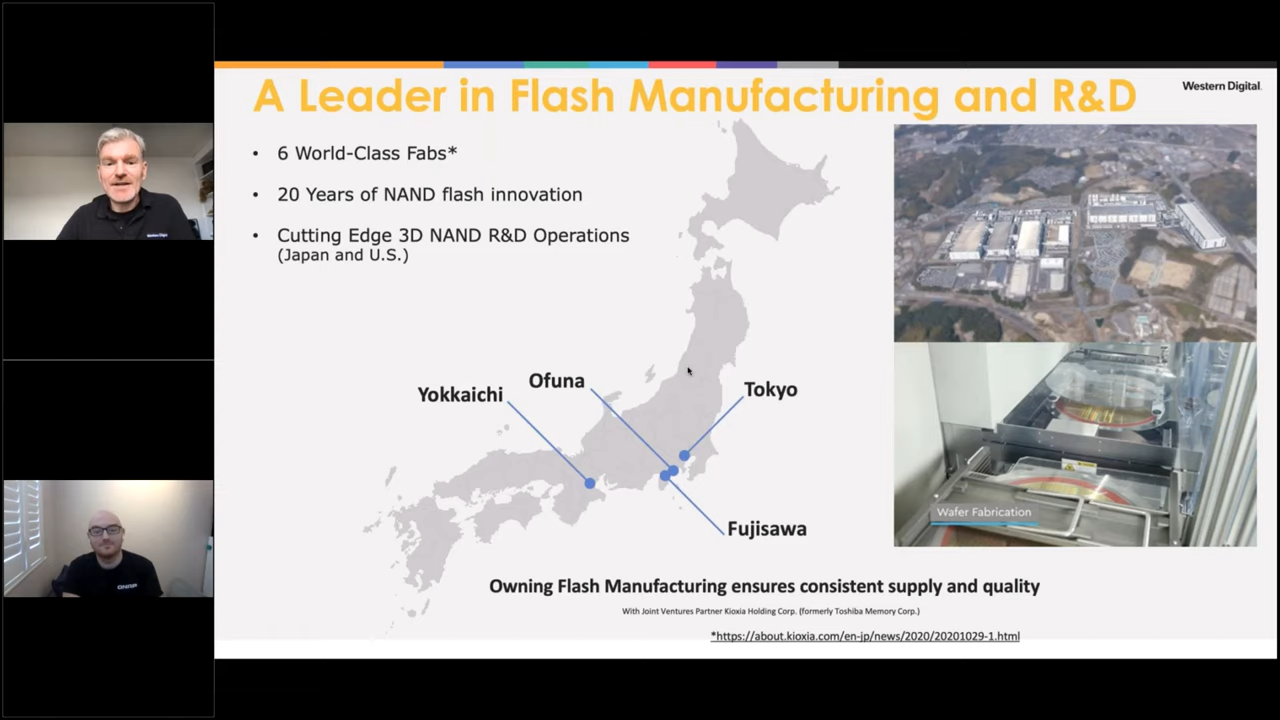 A Leader in Flash Manufacturing and R&D
Western Digital.
• 6 World-Class Fabs*
• 20 Years of NAND flash innovation
• Cutting Edge 3D NAND R&D Operations
(Japan and U.S.)
Yokkaichi
Ofuna
Tokyo
Fujisawa
Wafer Fabrication
Owning Flash Manufacturing ensures consistent supply and quality
With Joint Ventures Partner Kioxia Holding Corp. (formerly Toshiba Memory Corp.)
*https://about.kioxia.com/en-jp/news/2020/20201029-1.html
QNAP